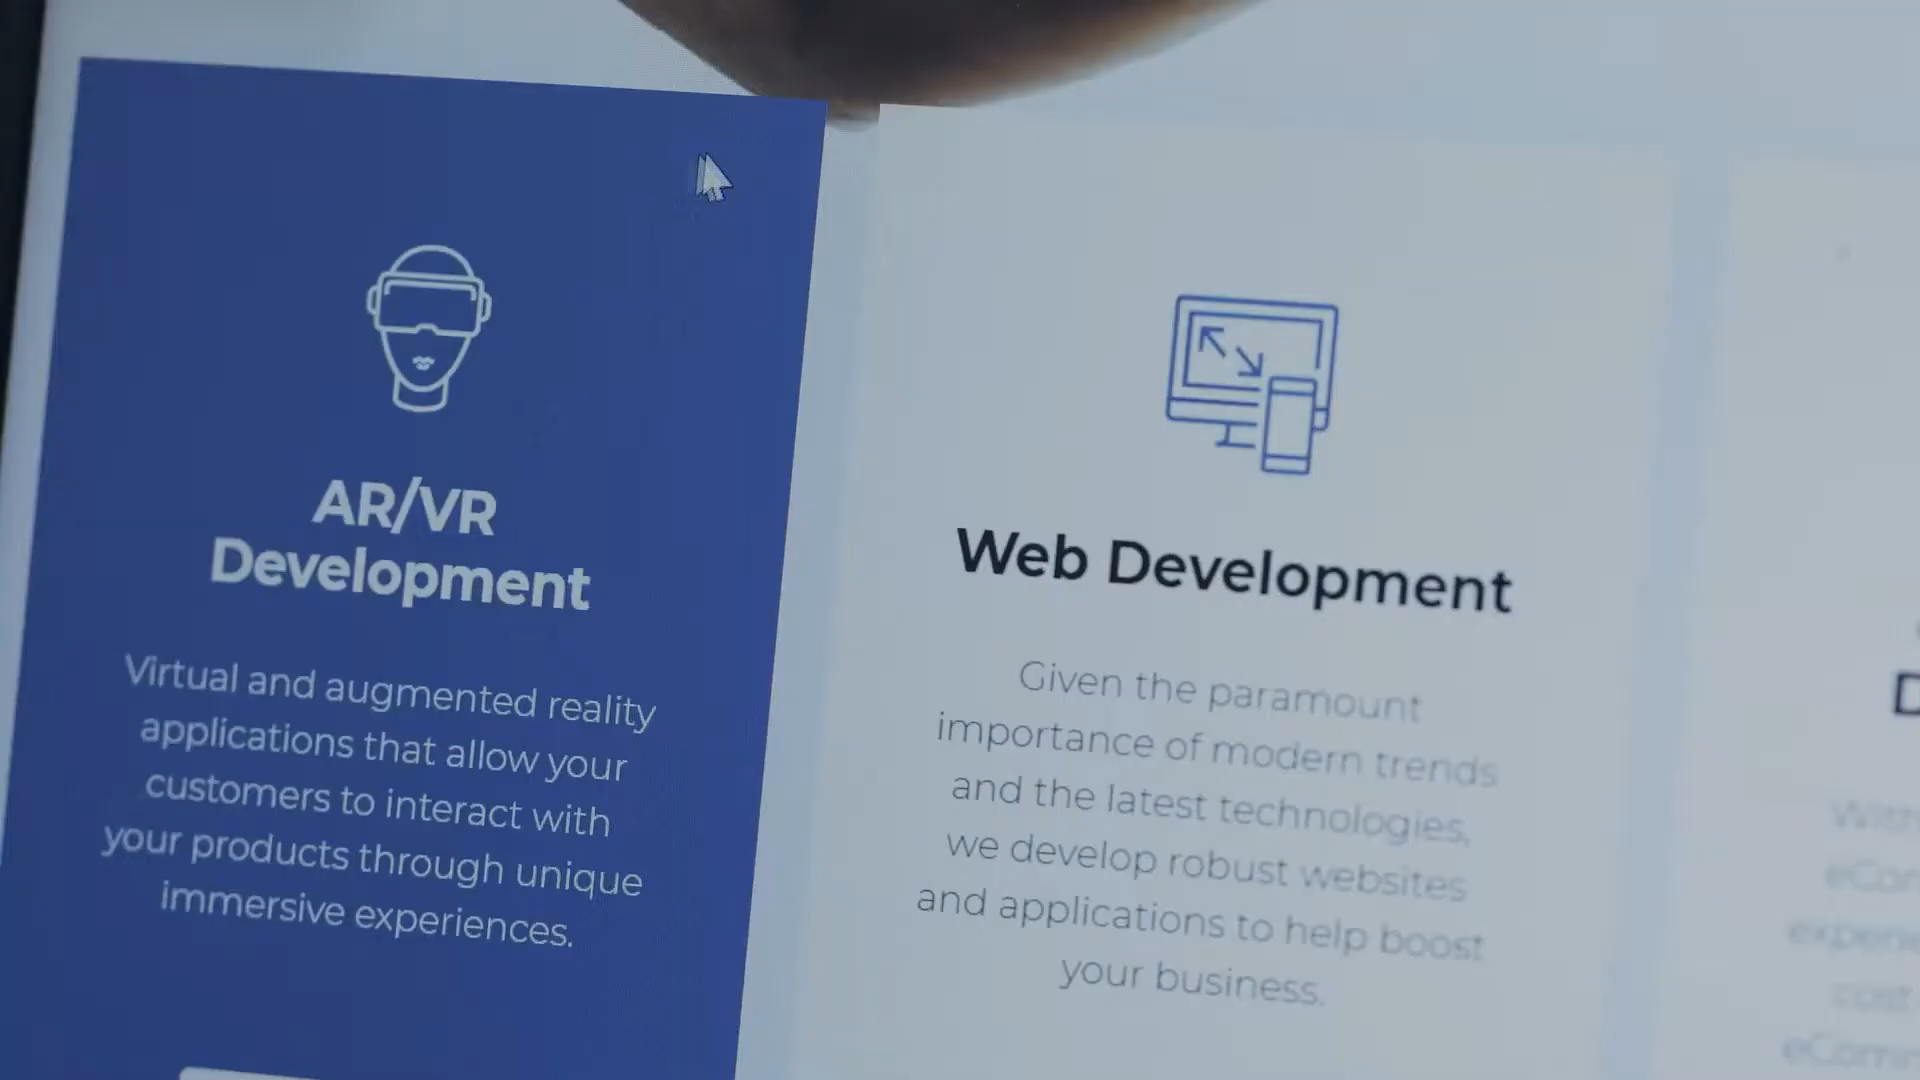 AR/VR
Development
Virtual and augmented reality
applications that allow your
customers to interact with
your products through unique
immersive experiences.
Web Development
Given the paramount
importance of modern trends
and the latest technologies,
we develop robust websites
and applications to help boost
your business.
cost